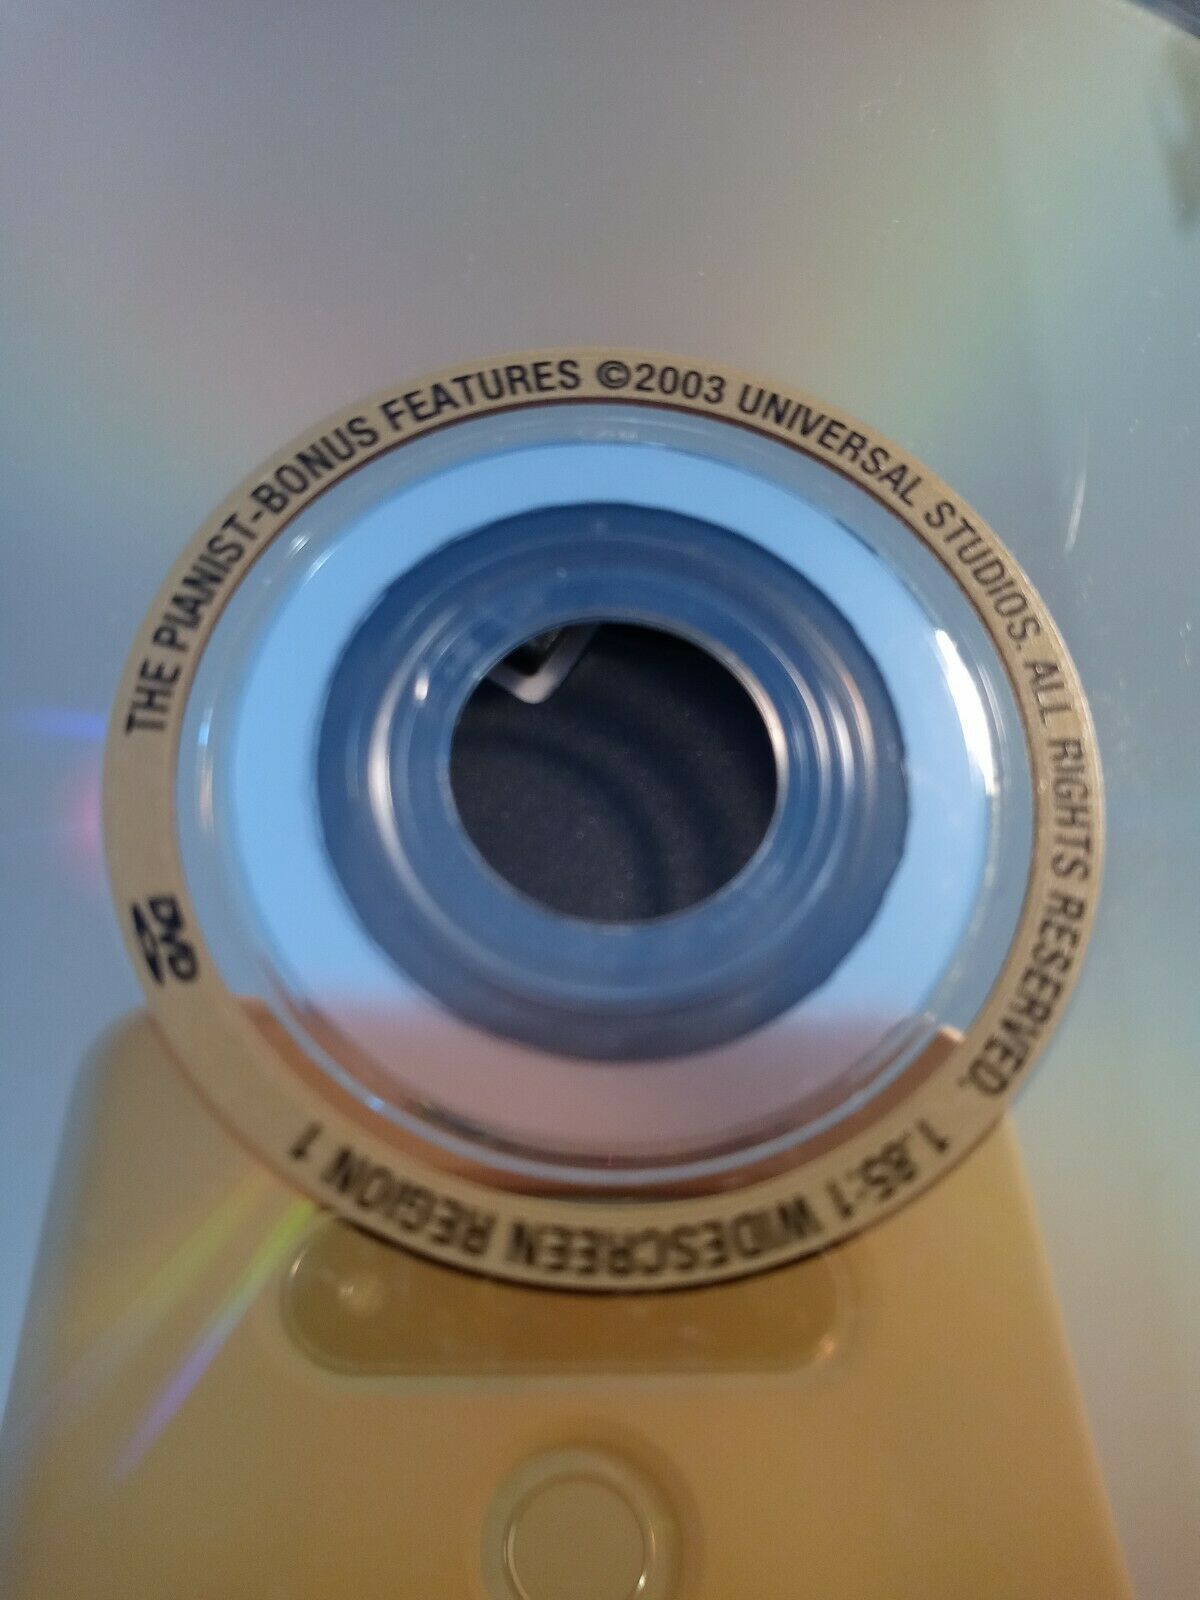 THE PIANIST-BONUS FEATURES ©2003 UNIVERSAL STUDIOS. ALL RIGHTS RESERVED.
1.85:1 WIDESCREEN REGION 1
DVD